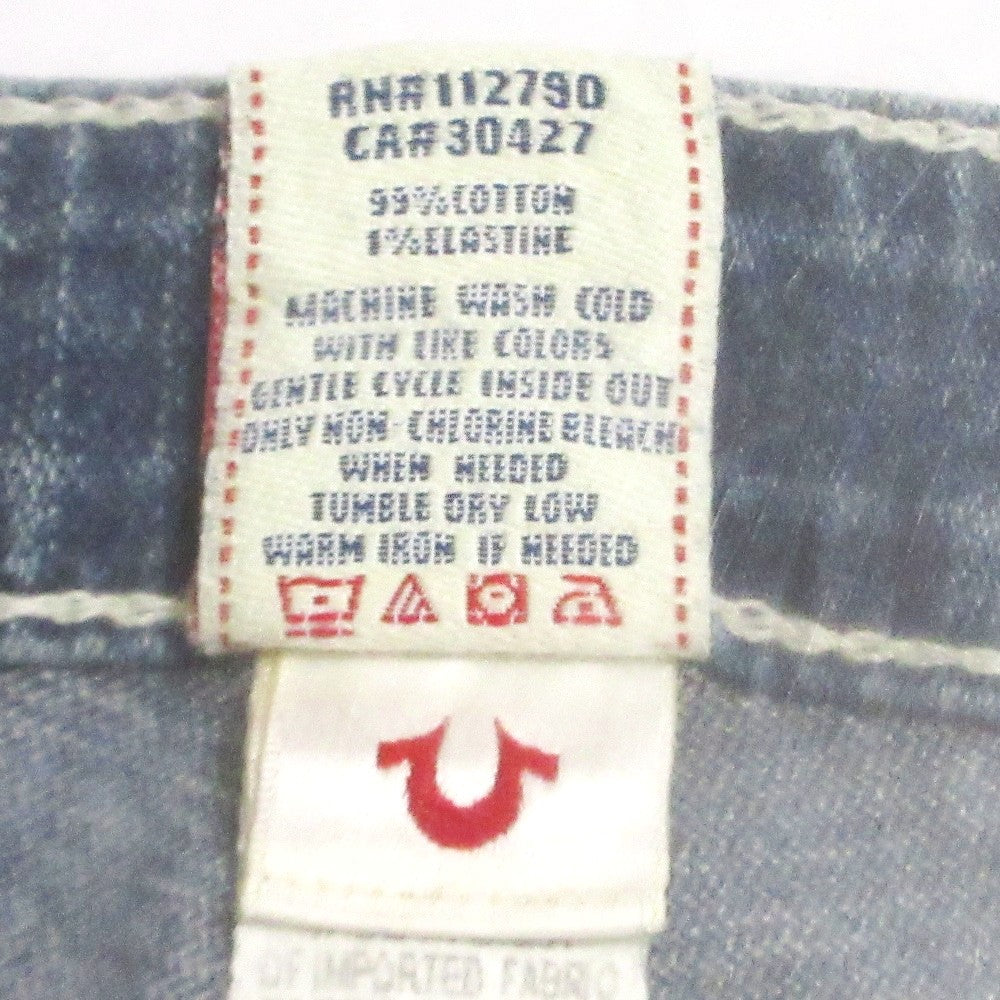 RN#112790
CA#30427
99%COTTON
1%ELASTINE
MACHINE WASH COLD
WITH LIKE COLORS
GENTLE CYCLE INSIDE OUT
ONLY NON-CHLORINE BLEACH
WHEN NEEDED
TUMBLE DRY LOW
WARM IRON IF NEEDED
OF IMPORTED FABRIC